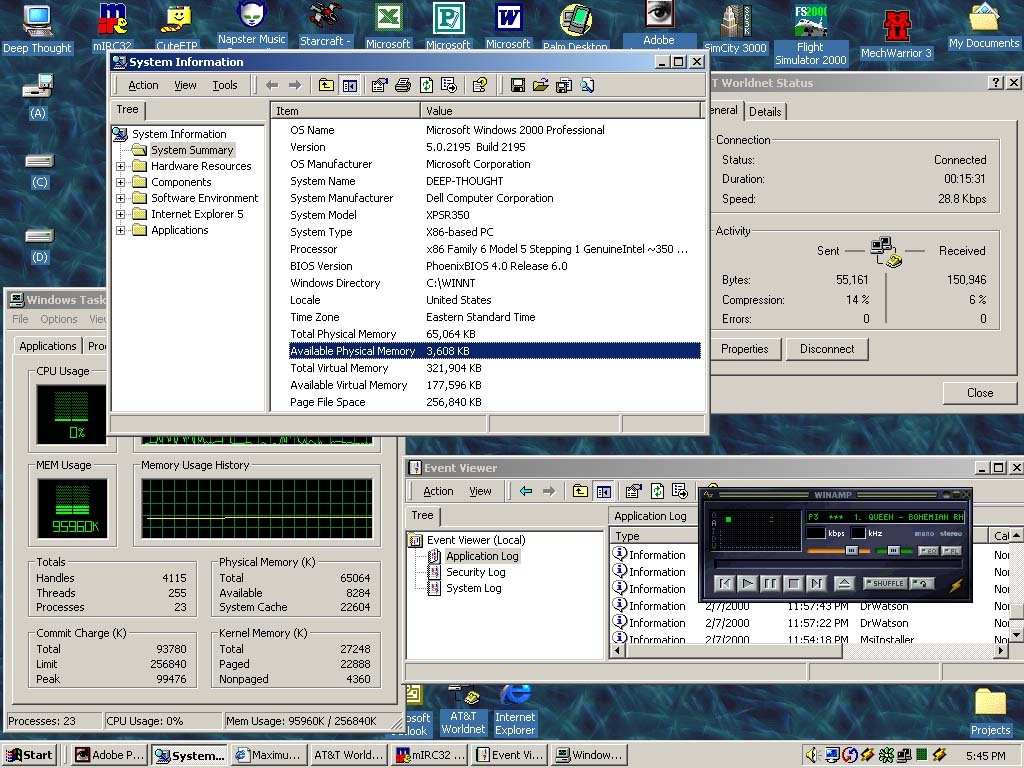 Deep Thought
mIRC32
CuteFTP
Napster Music
Starcraft -
Microsoft
Microsoft
Microsoft
Palm Desktop
Adobe
SimCity 3000
Flight
Simulator 2000
MechWarrior 3
My Documents
(A)
(C)
(D)
System Information
Action View Tools
Tree
System Information
System Summary
Hardware Resources
Components
Software Environment
Internet Explorer 5
Applications
Item Value
OS Name Microsoft Windows 2000 Professional
Version 5.0.2195 Build 2195
OS Manufacturer Microsoft Corporation
System Name DEEP-THOUGHT
System Manufacturer Dell Computer Corporation
System Model XPSR350
System Type X86-based PC
Processor x86 Family 6 Model 5 Stepping 1 GenuineIntel ~350 ...
BIOS Version PhoenixBIOS 4.0 Release 6.0
Windows Directory C:\WINNT
Locale United States
Time Zone Eastern Standard Time
Total Physical Memory 65,064 KB
Available Physical Memory 3,608 KB
Total Virtual Memory 321,904 KB
Available Virtual Memory 177,596 KB
Page File Space 256,840 KB
T Worldnet Status
eneral Details
Connection
Status: Connected
Duration: 00:15:31
Speed: 28.8 Kbps
Activity
Sent Received
Bytes: 55,161 150,946
Compression: 14 % 6 %
Errors: 0 0
Properties Disconnect
Close
Windows Task
File Options Viev
Applications Proc
CPU Usage
0%
MEM Usage
95960K
Memory Usage History
Totals
Handles 4115
Threads 255
Processes 23
Physical Memory (K)
Total 65064
Available 8284
System Cache 22604
Commit Charge (K)
Total 93780
Limit 256840
Peak 99476
Kernel Memory (K)
Total 27248
Paged 22888
Nonpaged 4360
Processes: 23 CPU Usage: 0% Mem Usage: 95960K / 256840K
Event Viewer
Action View
Tree
Event Viewer (Local)
Application Log
Security Log
System Log
Application Log
Type Cat
Information
Information
Information
Information 2/7/2000 11:57:43 PM DrWatson Nor
Information 2/7/2000 11:57:22 PM DrWatson Nor
Information 2/7/2000 11:54:18 PM MsiInstaller Nor
WINAMP
P3 *** 1. QUEEN - BOHEMIAN RH
kbps kHz mono stereo
EQ PL
SHUFFLE
osoft
utlook
AT&T
Worldnet
Internet
Explorer
Projects
Start
Adobe P...
System...
Maximu...
AT&T World...
mIRC32 ...
Event Vi...
Window...
5:45 PM